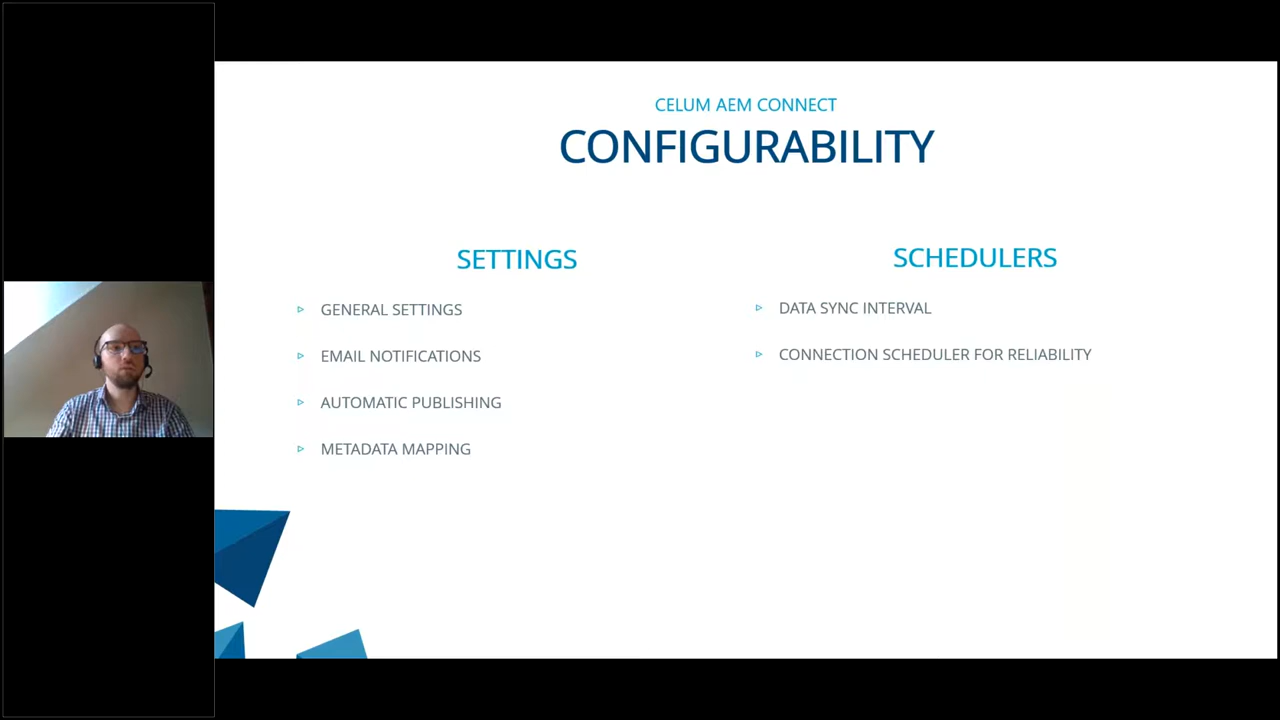 CELUM AEM CONNECT
CONFIGURABILITY
SETTINGS
GENERAL SETTINGS
EMAIL NOTIFICATIONS
AUTOMATIC PUBLISHING
METADATA MAPPING
SCHEDULERS
DATA SYNC INTERVAL
CONNECTION SCHEDULER FOR RELIABILITY